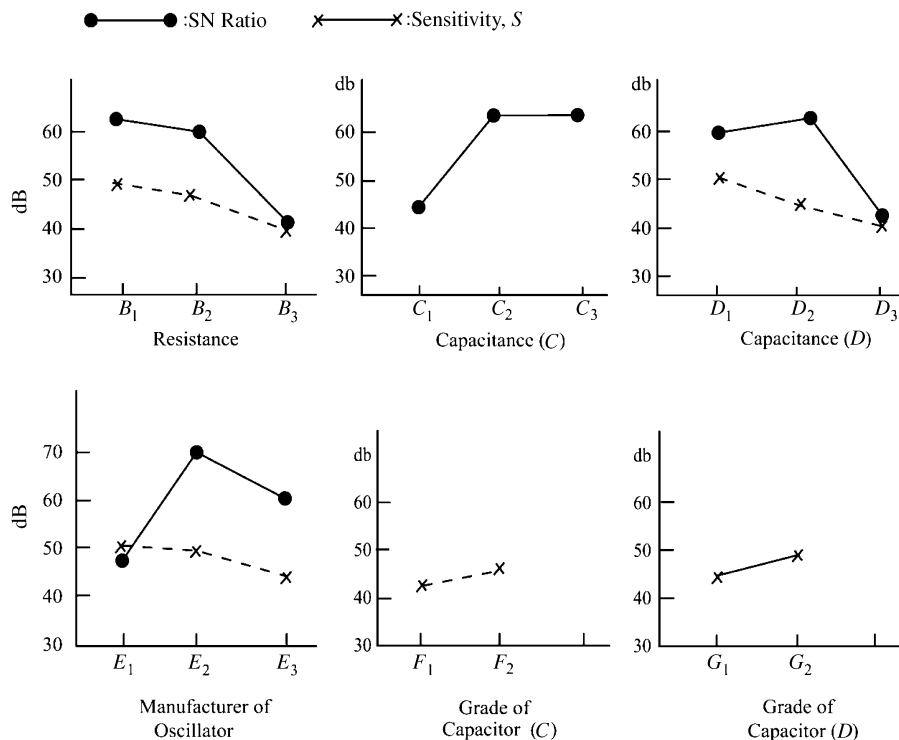 :SN Ratio :Sensitivity, S
db
60 60 60
50 50 50
dB
40 40 40
30 30 30
B1 B2 B3 C1 C2 C3 D1 D2 D3
Resistance Capacitance (C) Capacitance (D)
70 db db
60 60 60
dB
50 50 50
40 40 40
30 30 30
E1 E2 E3 F1 F2 G1 G2
Manufacturer of Grade of Grade of
Oscillator Capacitor (C) Capacitor (D)